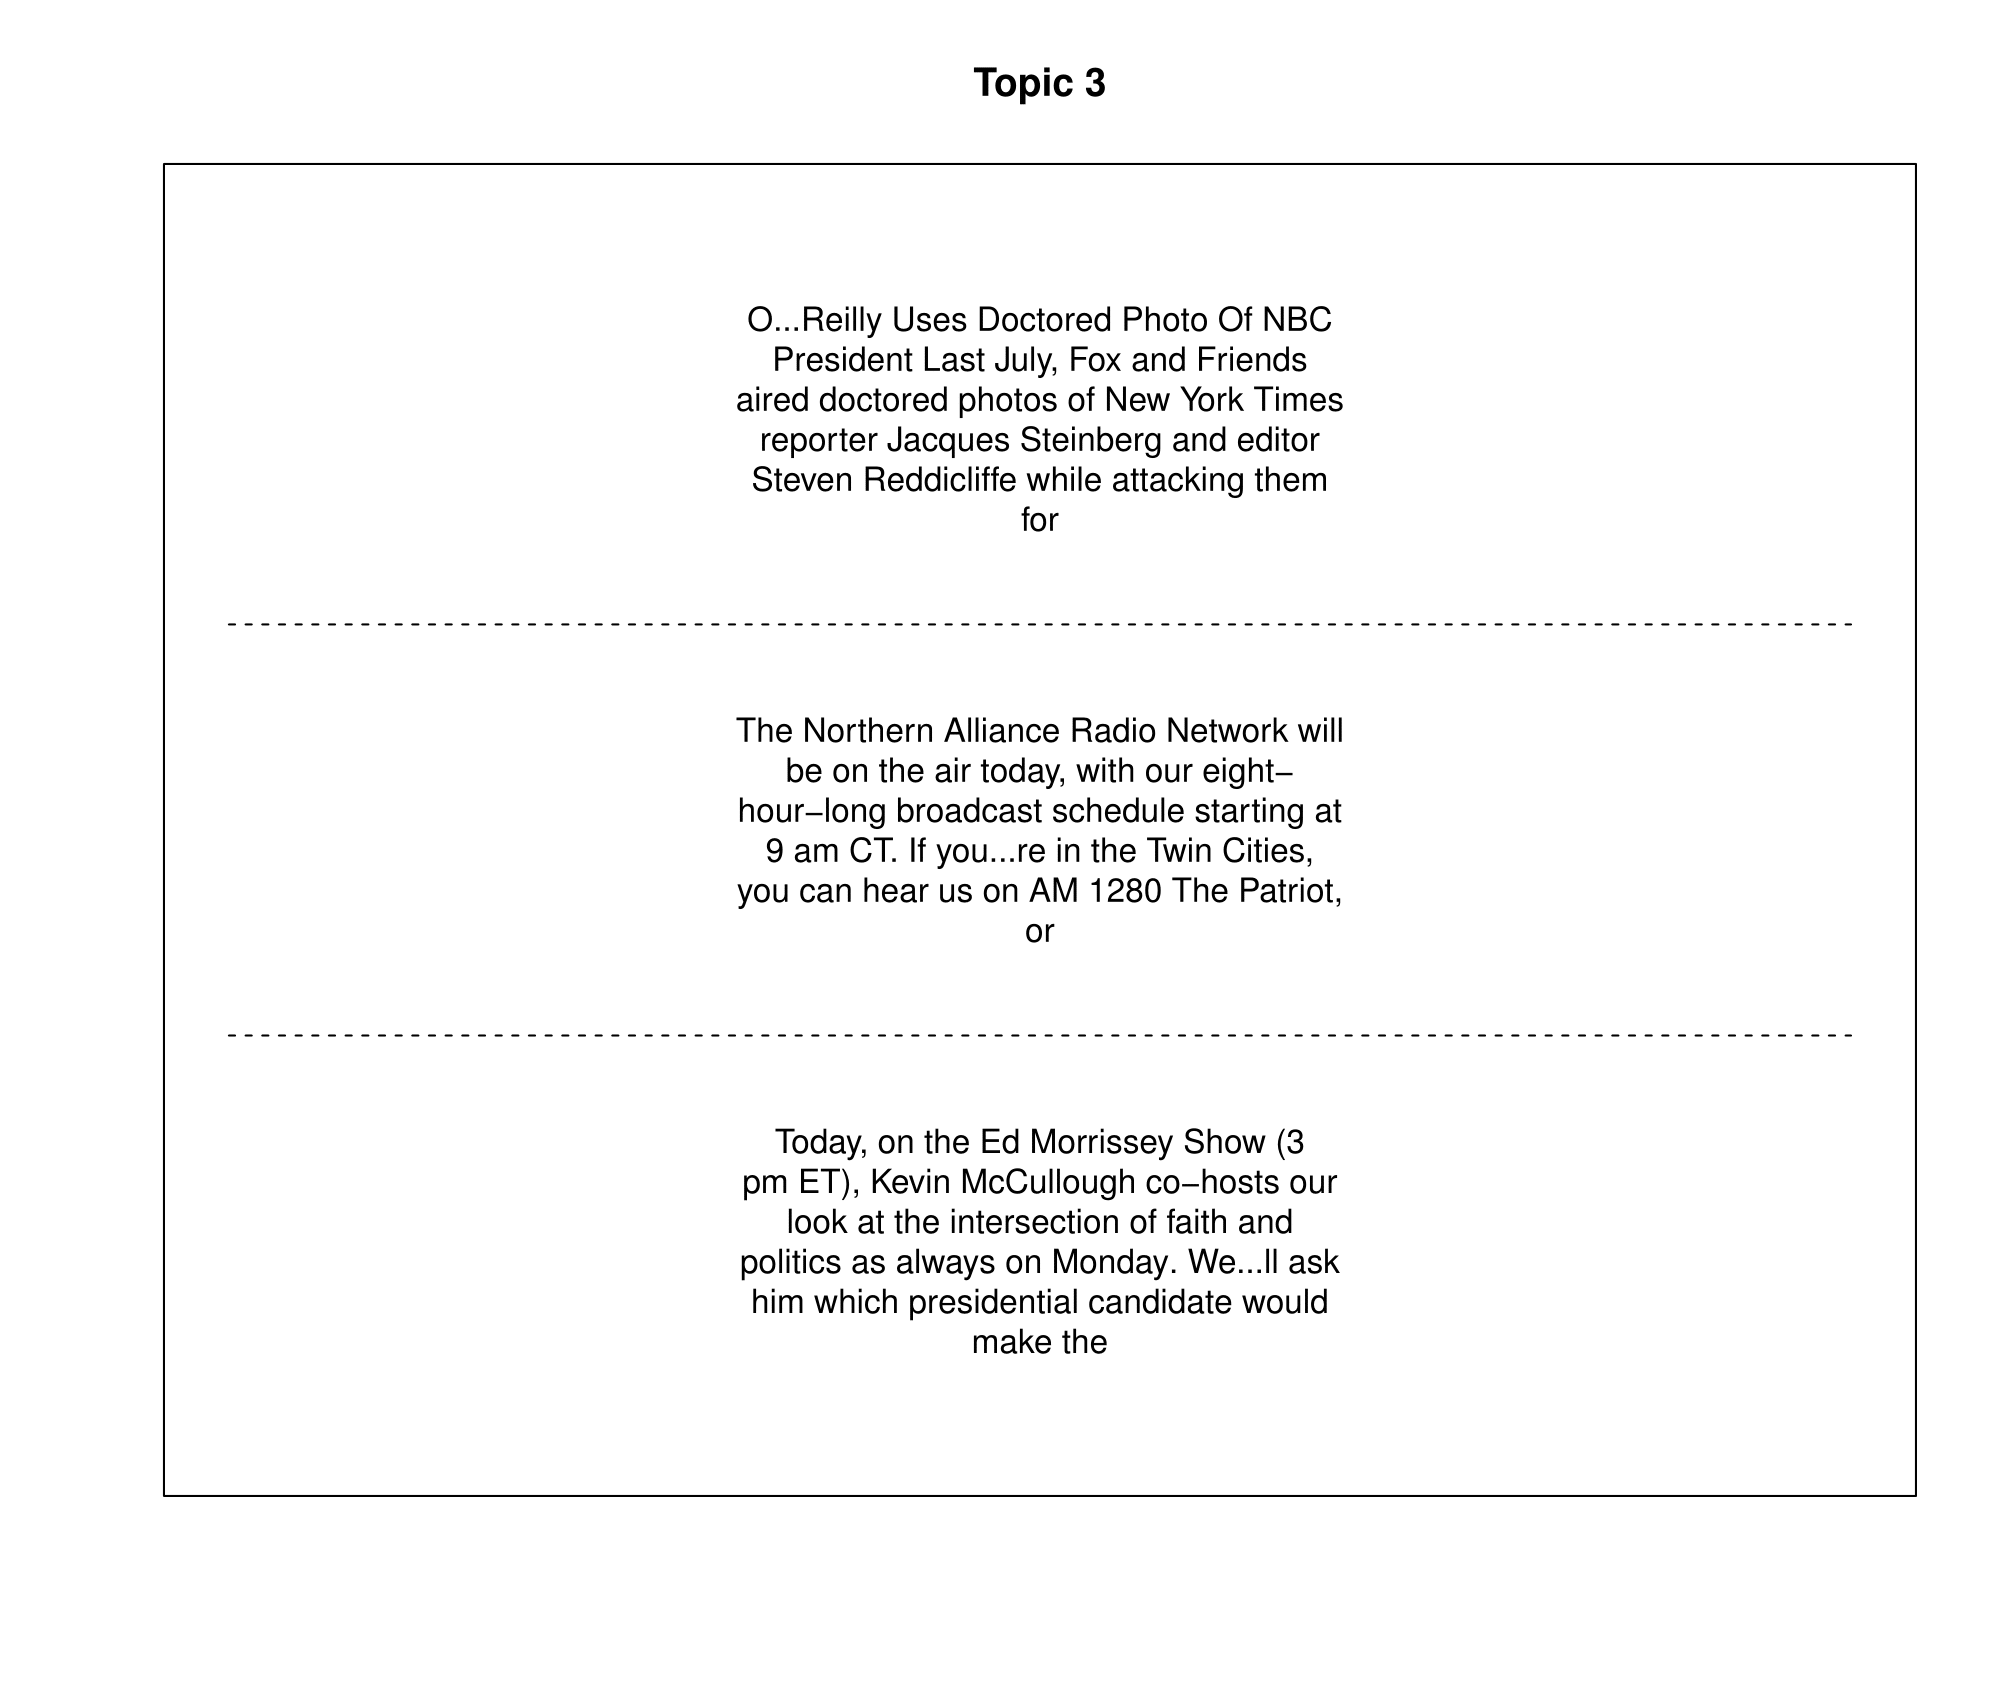 Topic 3
O...Reilly Uses Doctored Photo Of NBC
President Last July, Fox and Friends
aired doctored photos of New York Times
reporter Jacques Steinberg and editor
Steven Reddicliffe while attacking them
for
The Northern Alliance Radio Network will
be on the air today, with our eight−
hour−long broadcast schedule starting at
9 am CT. If you...re in the Twin Cities,
you can hear us on AM 1280 The Patriot,
or
Today, on the Ed Morrissey Show (3
pm ET), Kevin McCullough co−hosts our
look at the intersection of faith and
politics as always on Monday. We...ll ask
him which presidential candidate would
make the